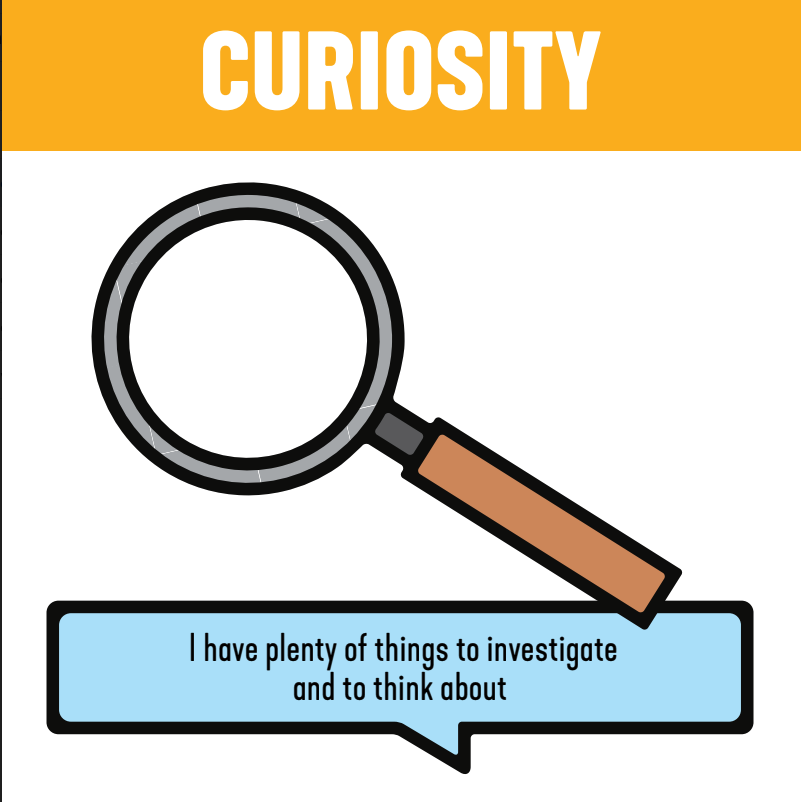 CURIOSITY
I have plenty of things to investigate
and to think about